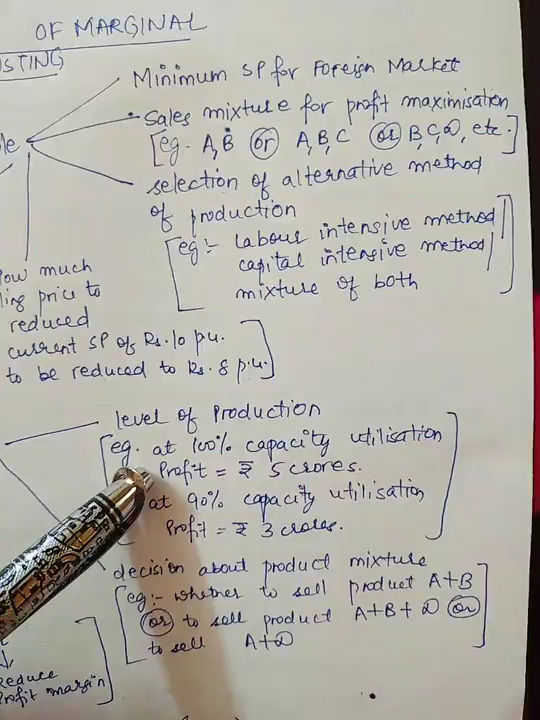 OF MARGINAL
OSTING
Minimum SP for Foreign Market
Sales mixture for profit maximisation
[eg. A, B (or) A, B, C (or) B, C, D, etc.]
selection of alternative method
of production
[eg :- labour intensive method
capital intensive method
mixture of both]
ow much
ling price to
reduced
current SP of Rs. 10 p.u.
to be reduced to Rs. 8 p.u.]
level of Production
[eg. at 100% capacity utilisation
Profit = ₹ 5 crores.
at 90% capacity utilisation
Profit = ₹ 3 crores.]
decision about product mixture
[eg :- whether to sell product A+B
(or) to sell product A+B+D (or)
to sell A+D]
educe
rofit margin]